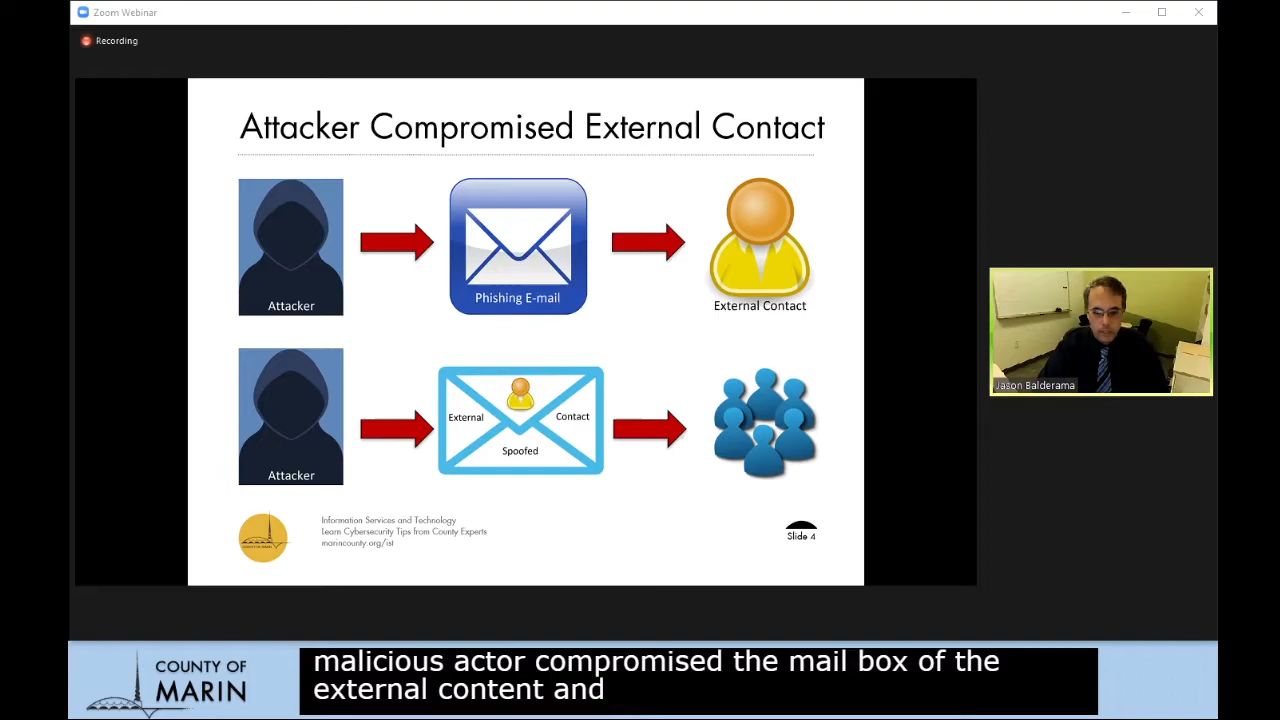 Zoom Webinar
Recording
Attacker Compromised External Contact
Attacker
Phishing E-mail
External Contact
Attacker
External
Contact
Spoofed
Information Services and Technology
Learn Cybersecurity Tips from County Experts
marincounty.org/ist
Slide 4
Jason Balderama
COUNTY OF
MARIN
malicious actor compromised the mail box of the
external content and